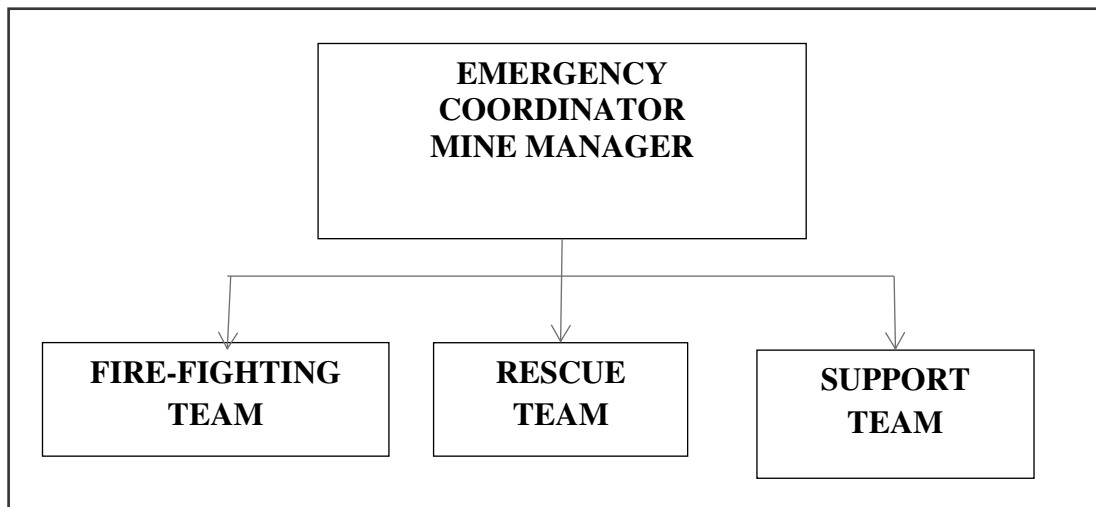 EMERGENCY
COORDINATOR
MINE MANAGER
FIRE-FIGHTING
TEAM
RESCUE
TEAM
SUPPORT
TEAM